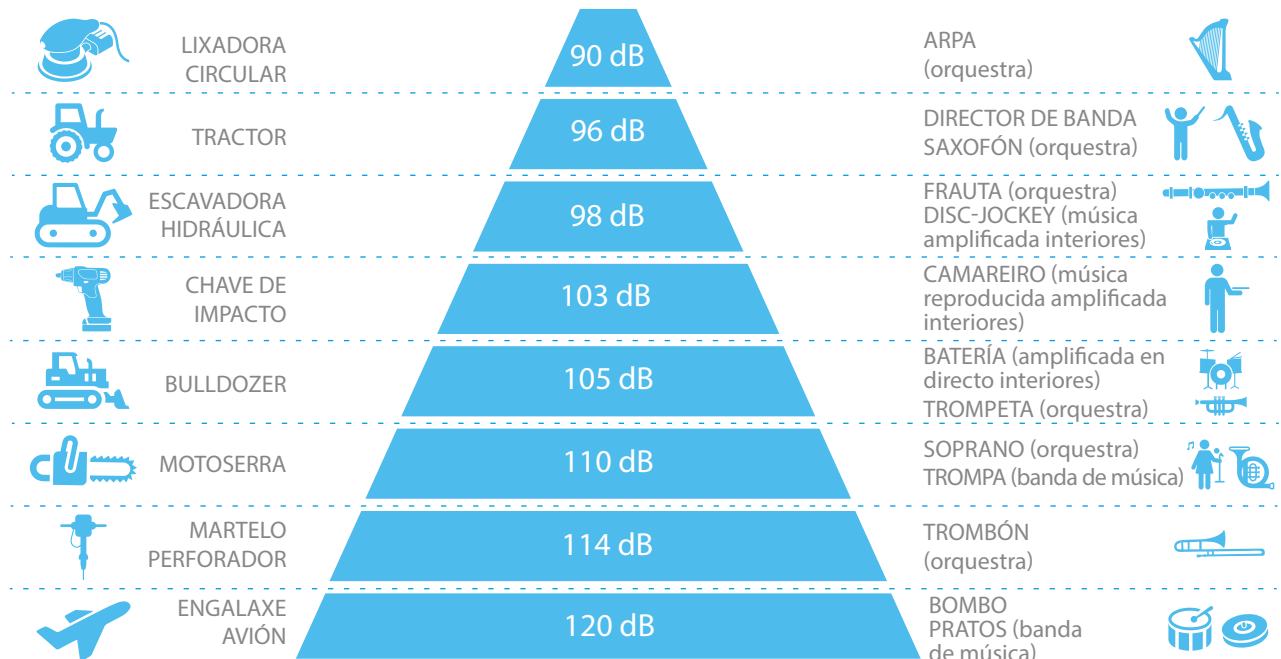 LIXADORA
CIRCULAR
90 dB
ARPA
(orquestra)
TRACTOR
96 dB
DIRECTOR DE BANDA
SAXOFÓN (orquestra)
ESCAVADORA
HIDRÁULICA
98 dB
FRAUTA (orquestra)
DISC-JOCKEY (música
amplificada interiores)
CHAVE DE
IMPACTO
103 dB
CAMAREIRO (música
reproducida amplificada
interiores)
BULLDOZER
105 dB
BATERÍA (amplificada en
directo interiores)
TROMPETA (orquestra)
MOTOSERRA
110 dB
SOPRANO (orquestra)
TROMPA (banda de música)
MARTELO
PERFORADOR
114 dB
TROMBÓN
(orquestra)
ENGALAXE
AVIÓN
120 dB
BOMBO
PRATOS (banda
de música)